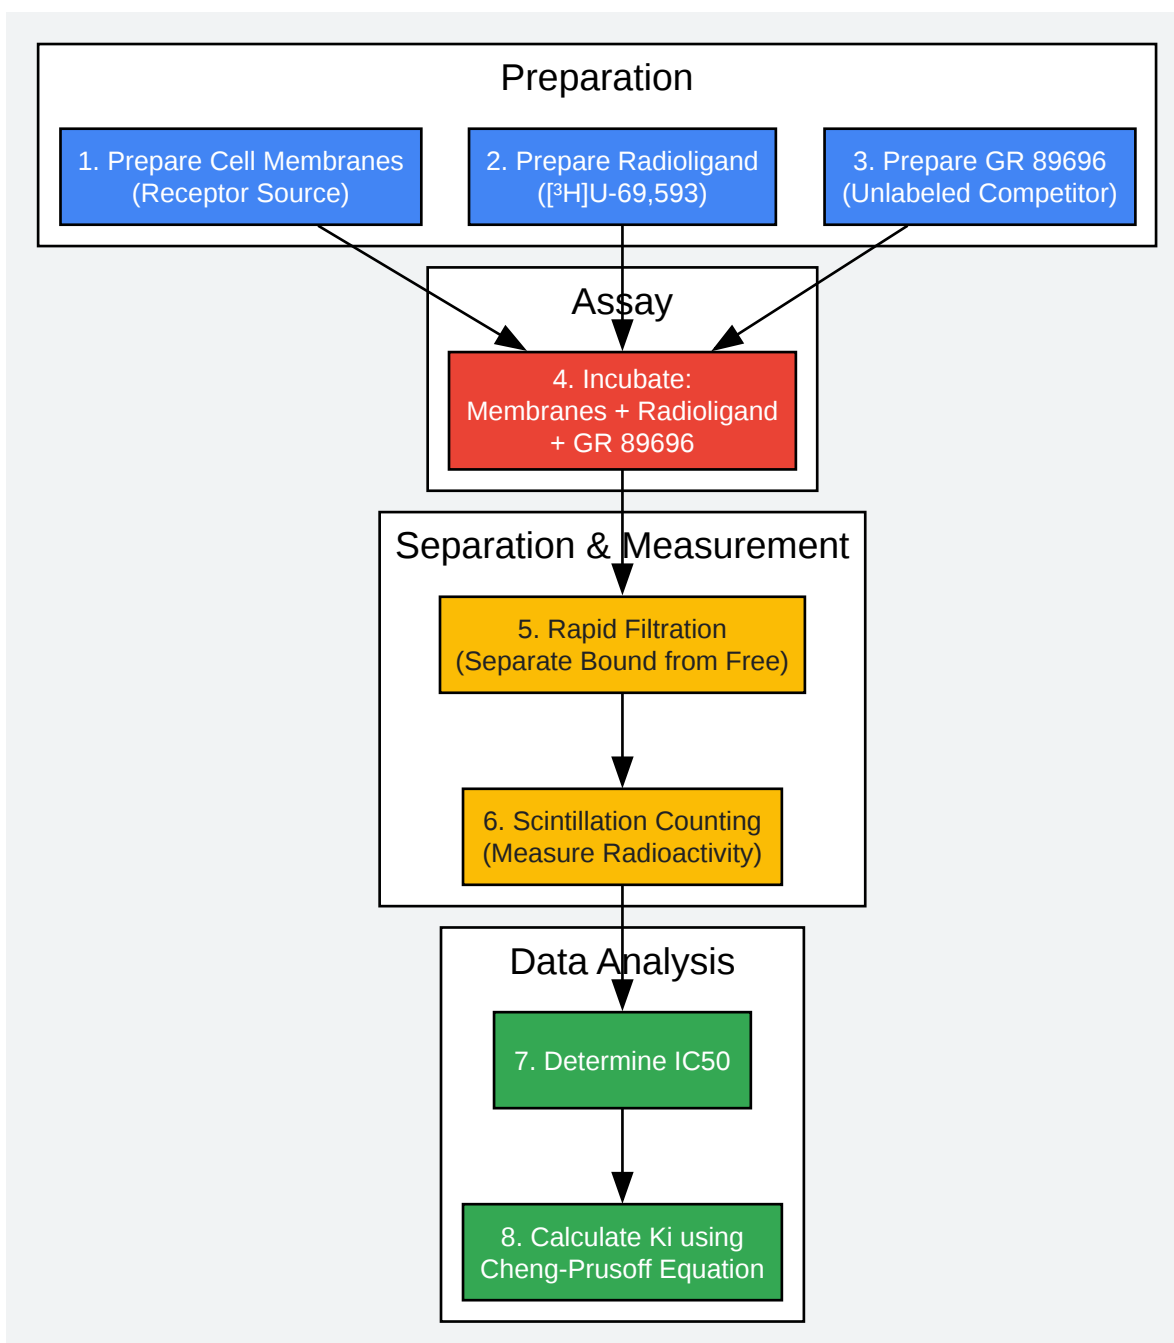 Preparation
1. Prepare Cell Membranes
(Receptor Source)
2. Prepare Radioligand
([³H]U-69,593)
3. Prepare GR 89696
(Unlabeled Competitor)
Assay
4. Incubate:
Membranes + Radioligand
+ GR 89696
Separation & Measurement
5. Rapid Filtration
(Separate Bound from Free)
6. Scintillation Counting
(Measure Radioactivity)
Data Analysis
7. Determine IC50
8. Calculate Ki using
Cheng-Prusoff Equation